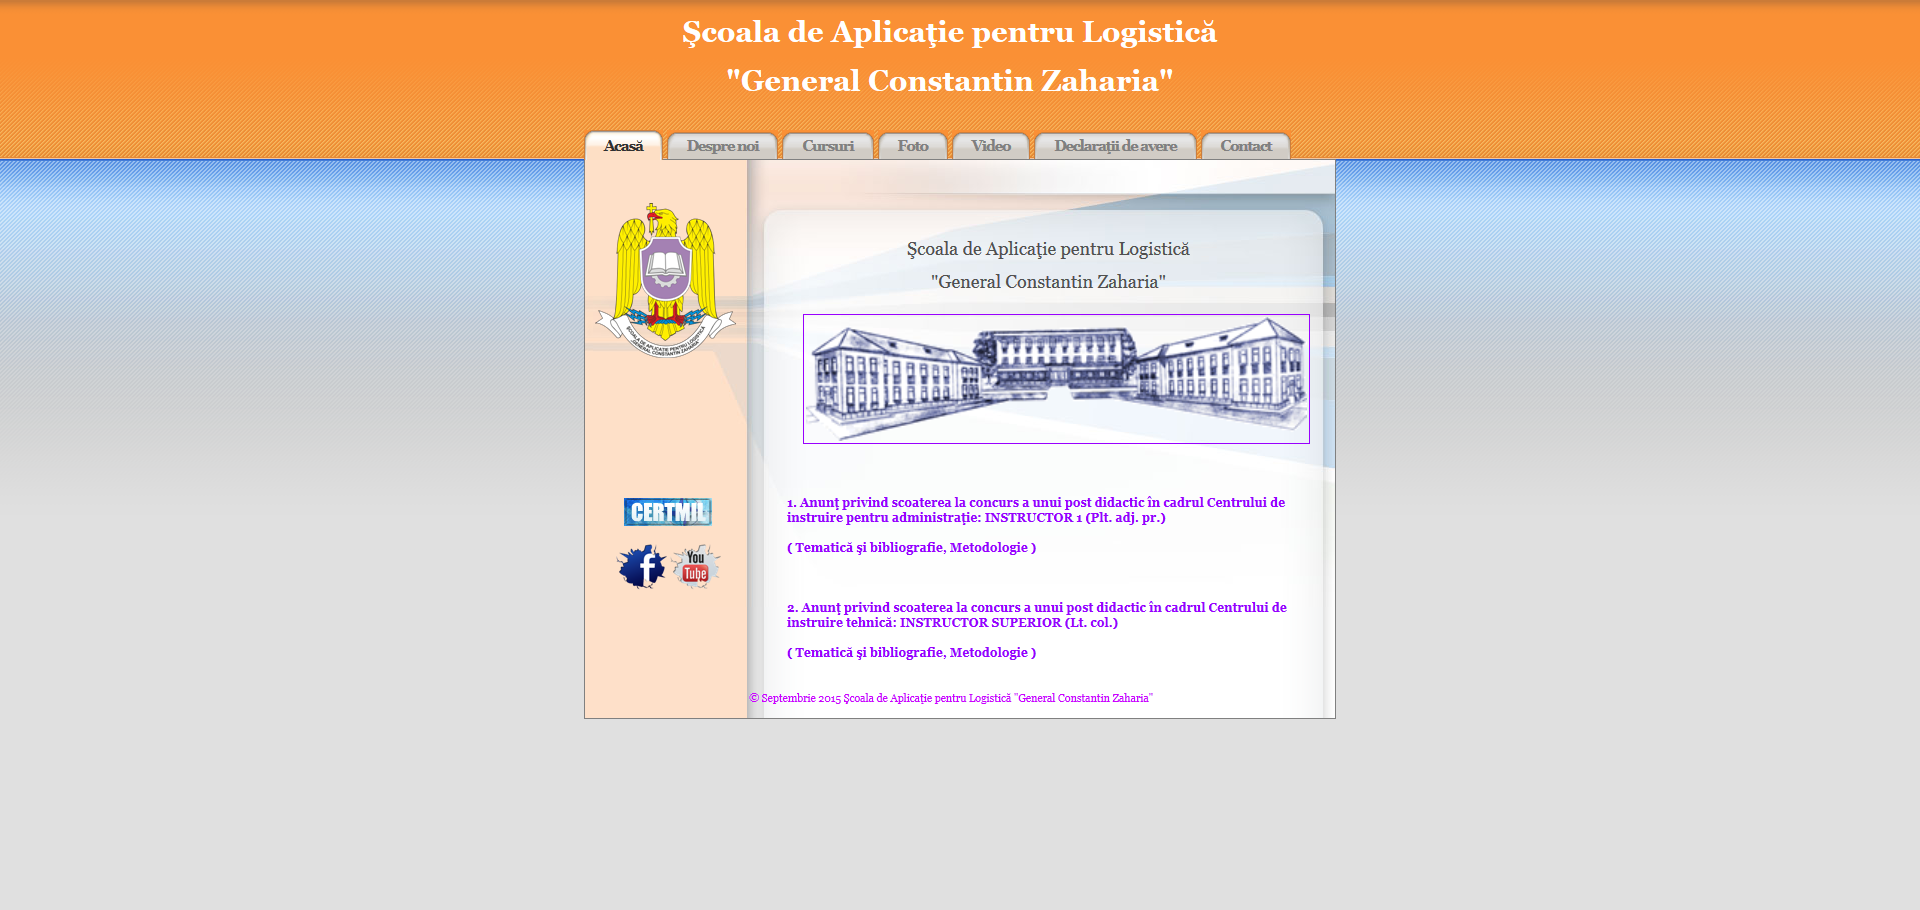 Şcoala de Aplicaţie pentru Logistică
"General Constantin Zaharia"
Acasă Despre noi Cursuri Foto Video Declaraţii de avere Contact
ŞCOALA DE APLICAŢIE PENTRU LOGISTICĂ
GENERAL CONSTANTIN ZAHARIA
Şcoala de Aplicaţie pentru Logistică
"General Constantin Zaharia"
CERTMIL
f You
Tube
1. Anunţ privind scoaterea la concurs a unui post didactic în cadrul Centrului de
instruire pentru administraţie: INSTRUCTOR 1 (Plt. adj. pr.)
( Tematică şi bibliografie, Metodologie )
2. Anunţ privind scoaterea la concurs a unui post didactic în cadrul Centrului de
instruire tehnică: INSTRUCTOR SUPERIOR (Lt. col.)
( Tematică şi bibliografie, Metodologie )
© Septembrie 2015 Şcoala de Aplicaţie pentru Logistică "General Constantin Zaharia"